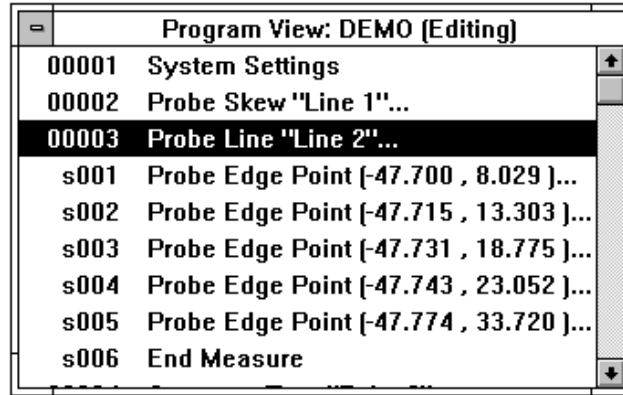 Program View: DEMO (Editing)
00001 System Settings
00002 Probe Skew "Line 1"...
00003 Probe Line "Line 2"...
s001 Probe Edge Point (-47.700 , 8.029 )...
s002 Probe Edge Point (-47.715 , 13.303 )...
s003 Probe Edge Point (-47.731 , 18.775 )...
s004 Probe Edge Point (-47.743 , 23.052 )...
s005 Probe Edge Point (-47.774 , 33.720 )...
s006 End Measure